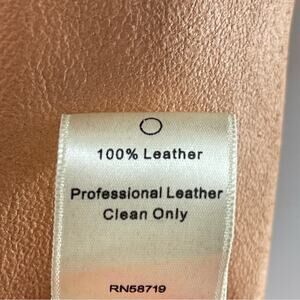 100% Leather
Professional Leather
Clean Only
RN58719